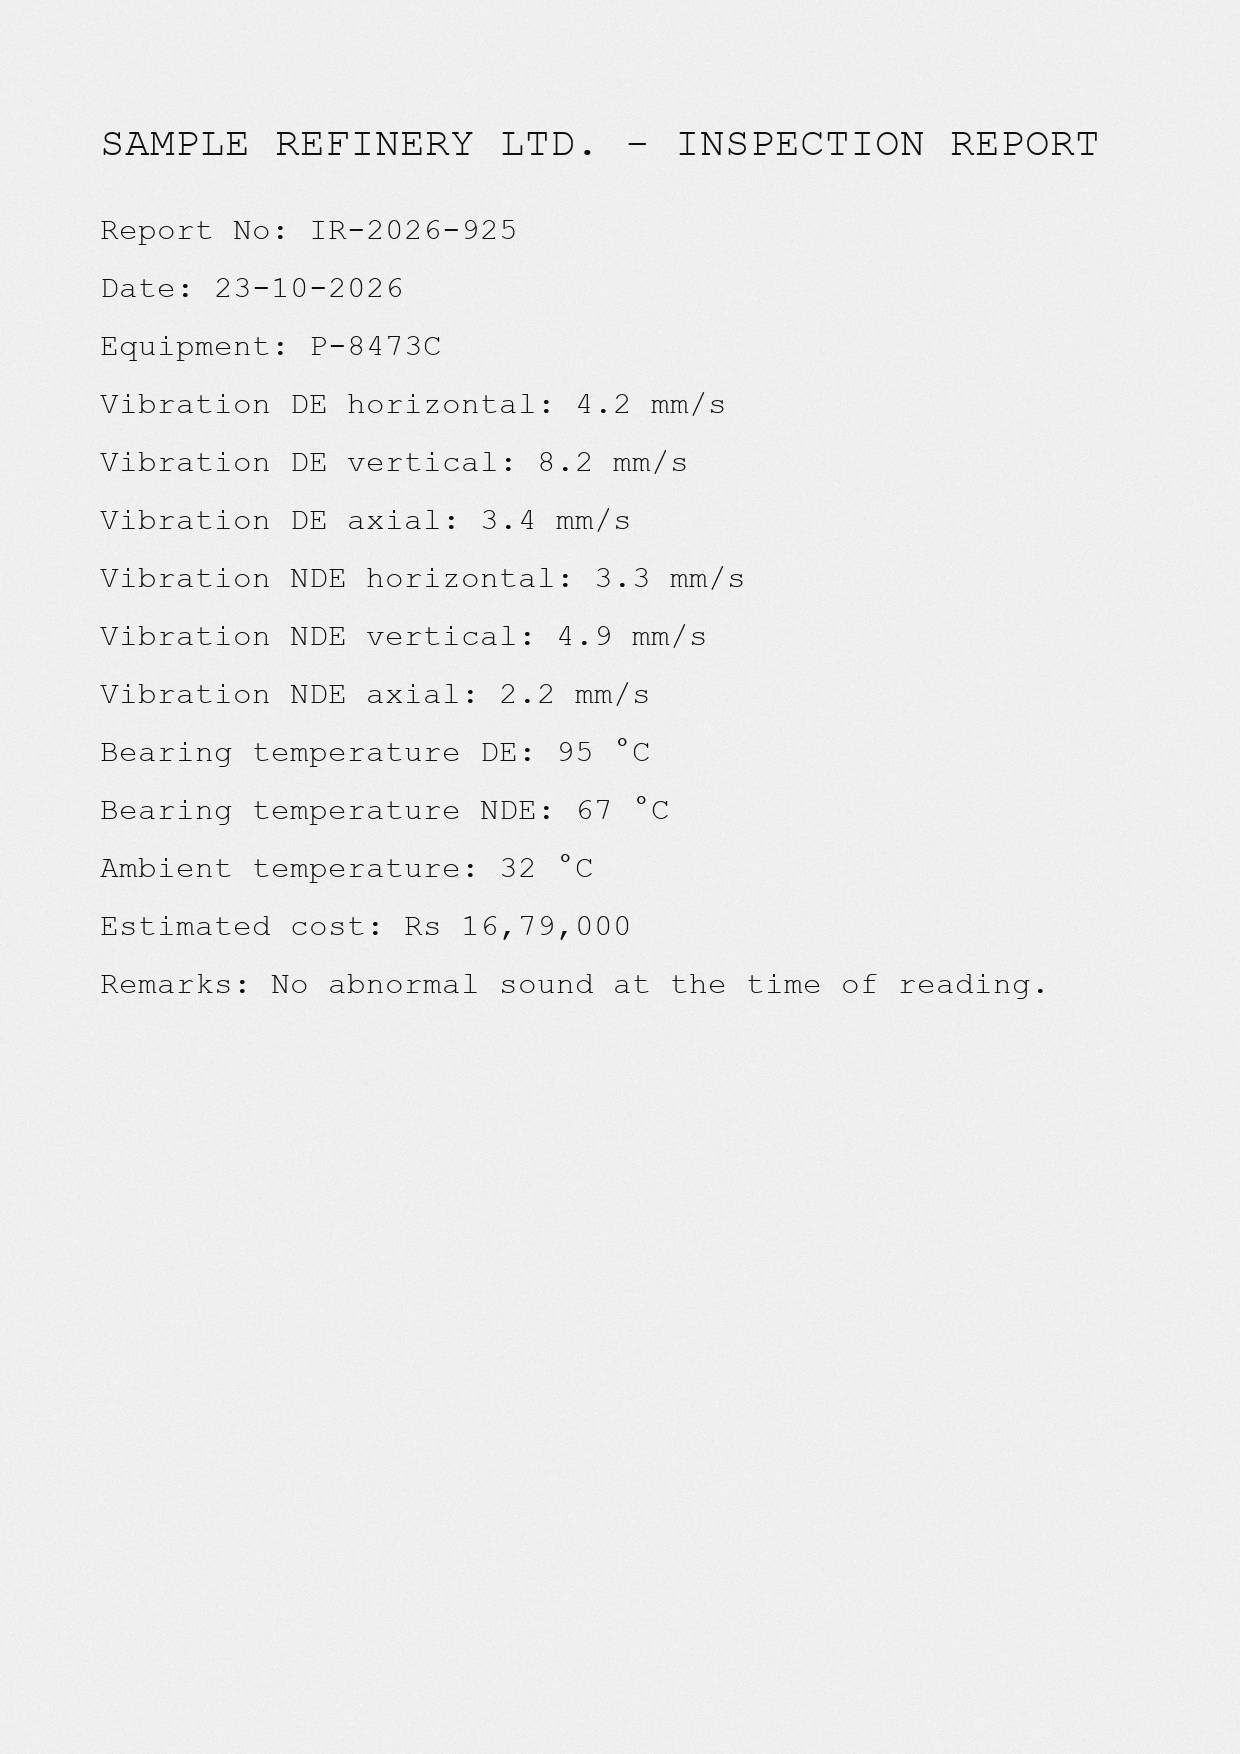 SAMPLE REFINERY LTD. - INSPECTION REPORT
Report No: IR-2026-925
Date: 23-10-2026
Equipment: P-8473C
Vibration DE horizontal: 4.2 mm/s
Vibration DE vertical: 8.2 mm/s
Vibration DE axial: 3.4 mm/s
Vibration NDE horizontal: 3.3 mm/s
Vibration NDE vertical: 4.9 mm/s
Vibration NDE axial: 2.2 mm/s
Bearing temperature DE: 95 °C
Bearing temperature NDE: 67 °C
Ambient temperature: 32 °C
Estimated cost: Rs 16,79,000
Remarks: No abnormal sound at the time of reading.